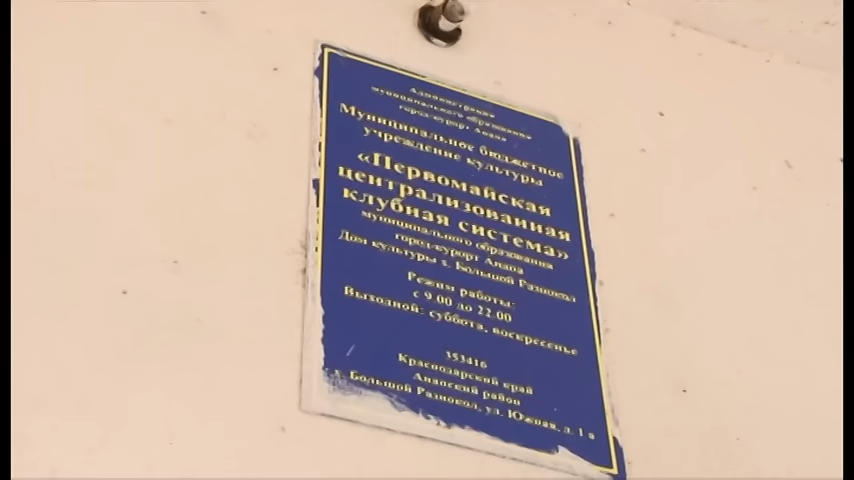 Администрация
муниципального образования
город-курорт Анапа
Муниципальное бюджетное
учреждение культуры
«Первомайская
централизованная
клубная система»
муниципального образования
город-курорт Анапа
Дом культуры х. Большой Разнокол
Режим работы:
с 9.00 до 22.00
Выходной: суббота, воскресенье
353416
Краснодарский край
Анапский район
х. Большой Разнокол, ул. Южная, д. 1 а